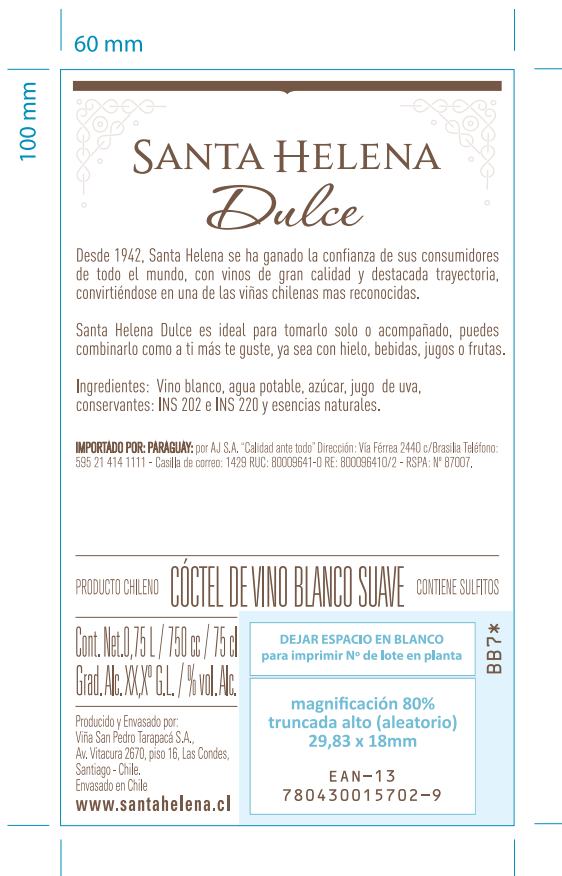 60 mm
100 mm
SANTA HELENA
Dulce
Desde 1942, Santa Helena se ha ganado la confianza de sus consumidores
de todo el mundo, con vinos de gran calidad y destacada trayectoria,
convirtiéndose en una de las viñas chilenas mas reconocidas.
Santa Helena Dulce es ideal para tomarlo solo o acompañado, puedes
combinarlo como a ti más te guste, ya sea con hielo, bebidas, jugos o frutas.
Ingredientes: Vino blanco, agua potable, azúcar, jugo de uva,
conservantes: INS 202 e INS 220 y esencias naturales.
IMPORTADO POR: PARAGUAY: por AJ S.A. "Calidad ante todo" Dirección: Vía Férrea 2440 c/Brasilia Teléfono:
595 21 414 1111 - Casilla de correo: 1429 RUC: 80009641-0 RE: 800096410/2 - RSPA: Nº 87007.
PRODUCTO CHILENO CÓCTEL DE VINO BLANCO SUAVE CONTIENE SULFITOS
Cont. Net.0,75 L / 750 cc / 75 cl
Grad. Alc. XX,Xº G.L. / % vol. Alc.
Producido y Envasado por:
Viña San Pedro Tarapacá S.A.,
Av. Vitacura 2670, piso 16, Las Condes,
Santiago - Chile.
Envasado en Chile
www.santahelena.cl
DEJAR ESPACIO EN BLANCO
para imprimir Nº de lote en planta
BB7*
magnificación 80%
truncada alto (aleatorio)
29,83 x 18mm
EAN-13
780430015702-9